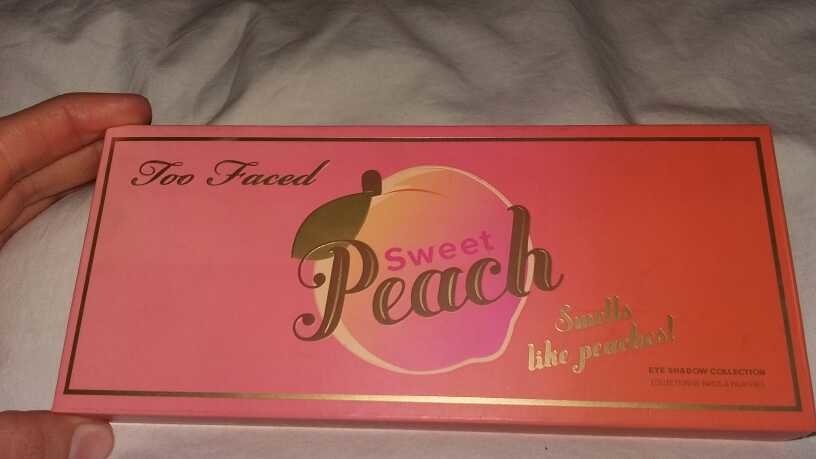 Too Faced
Sweet
Peach
Smells
like peaches!
EYE SHADOW COLLECTION